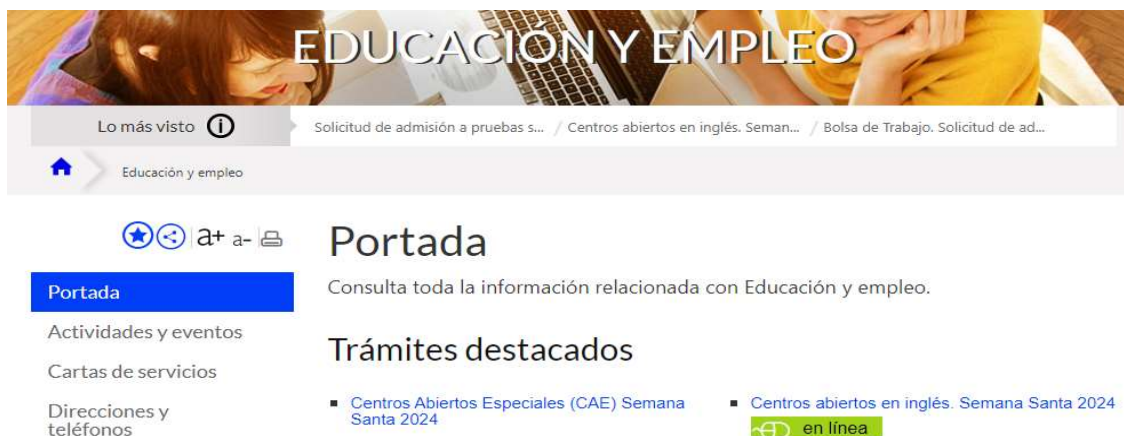 EDUCACIÓN Y EMPLEO
Lo más visto
Solicitud de admisión a pruebas s... / Centros abiertos en inglés. Seman... / Bolsa de Trabajo. Solicitud de ad...
Educación y empleo
a+ a-
Portada
Actividades y eventos
Cartas de servicios
Direcciones y
teléfonos
Portada
Consulta toda la información relacionada con Educación y empleo.
Trámites destacados
Centros Abiertos Especiales (CAE) Semana
Santa 2024
Centros abiertos en inglés. Semana Santa 2024
en línea